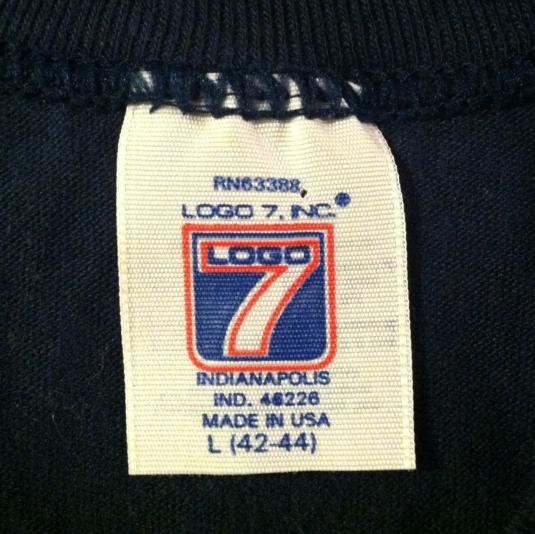 RN63388
LOGO 7, INC.®
LOGO
7
INDIANAPOLIS
IND. 46226
MADE IN USA
L (42-44)